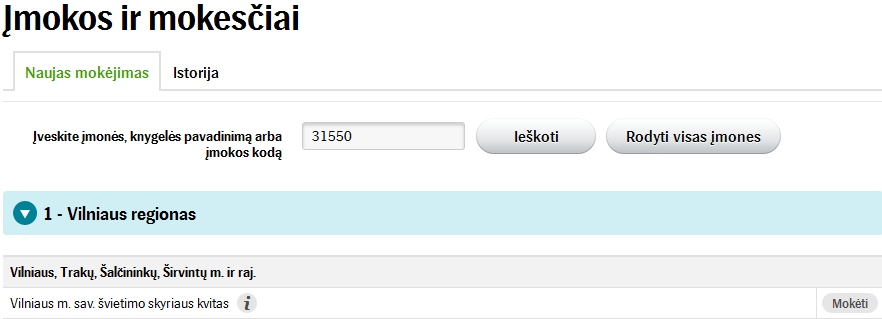 Įmokos ir mokesčiai
Naujas mokėjimas Istorija
Įveskite įmonės, knygelės pavadinimą arba
įmokos kodą
31550 Ieškoti Rodyti visas įmones
1 - Vilniaus regionas
Vilniaus, Trakų, Šalčininkų, Širvintų m. ir raj.
Vilniaus m. sav. švietimo skyriaus kvitas i Mokėti